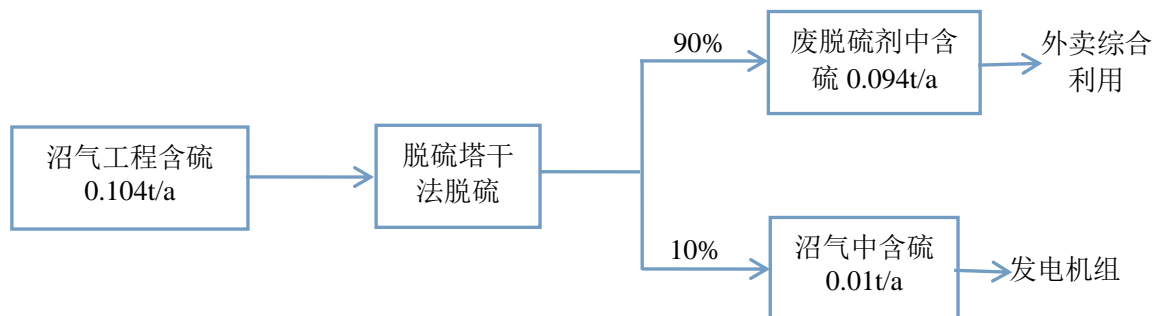 沼气工程含硫
0.104t/a
脱硫塔干
法脱硫
90%
废脱硫剂中含
硫 0.094t/a
外卖综合
利用
10%
沼气中含硫
0.01t/a
发电机组